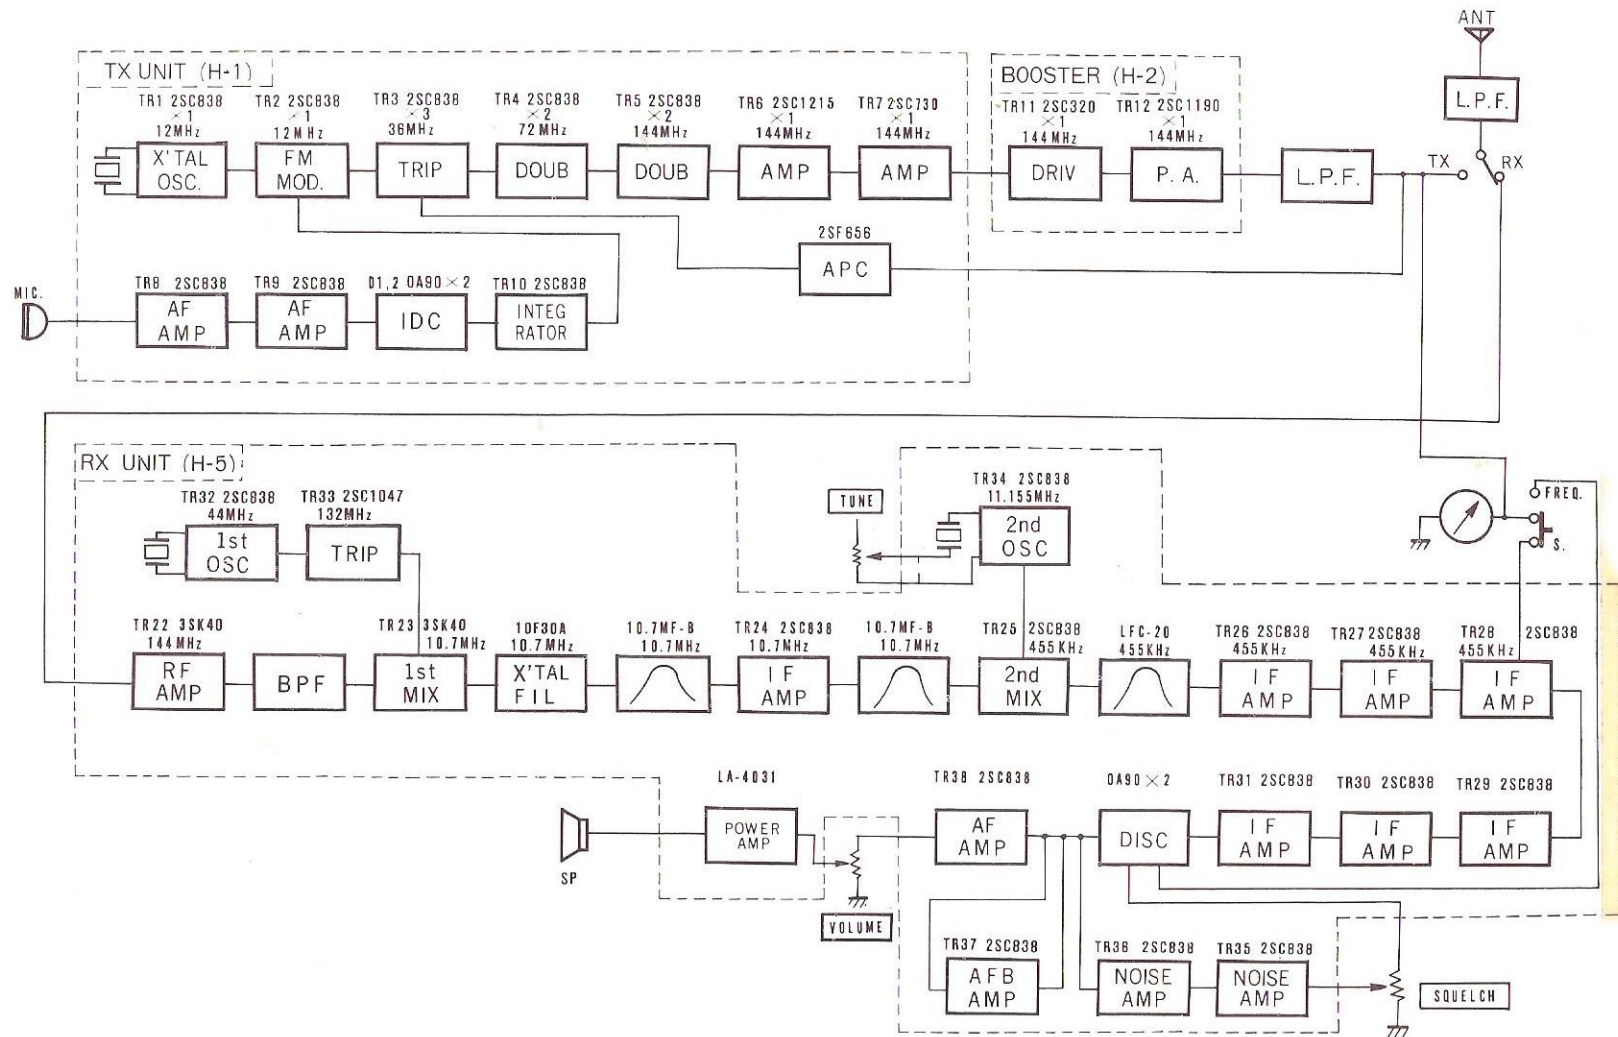 ANT
L.P.F.
TX
RX
TX UNIT (H-1)
TR1 2SC838
×1
12MHz
X'TAL
OSC.
TR2 2SC838
×1
12MHz
FM
MOD.
TR3 2SC838
×3
36MHz
TRIP
TR4 2SC838
×2
72MHz
DOUB
TR5 2SC838
×2
144MHz
DOUB
TR6 2SC1215
×1
144MHz
AMP
TR7 2SC730
×1
144MHz
AMP
BOOSTER (H-2)
TR11 2SC320
×1
144MHz
DRIV
TR12 2SC1190
×1
144MHz
P. A.
L.P.F.
2SF656
APC
MIC.
TR8 2SC838
AF
AMP
TR9 2SC838
AF
AMP
D1,2 0A90×2
IDC
TR10 2SC838
INTEG
RATOR
RX UNIT (H-5)
TR32 2SC838
44MHz
1st
OSC
TR33 2SC1047
132MHz
TRIP
TUNE
TR34 2SC838
11.155MHz
2nd
OSC
FREQ.
S.
TR22 3SK40
144MHz
RF
AMP
BPF
TR23 3SK40
10.7MHz
1st
MIX
10F30A
10.7MHz
X'TAL
FIL
10.7MF-B
10.7MHz
TR24 2SC838
10.7MHz
IF
AMP
10.7MF-B
10.7MHz
TR25 2SC838
455KHz
2nd
MIX
LFC-20
455KHz
TR26 2SC838
455KHz
IF
AMP
TR27 2SC838
455KHz
IF
AMP
TR28 2SC838
455KHz
IF
AMP
SP
LA-4031
POWER
AMP
VOLUME
TR38 2SC838
AF
AMP
0A90×2
DISC
TR31 2SC838
IF
AMP
TR30 2SC838
IF
AMP
TR29 2SC838
IF
AMP
TR37 2SC838
AFB
AMP
TR36 2SC838
NOISE
AMP
TR35 2SC838
NOISE
AMP
SQUELCH